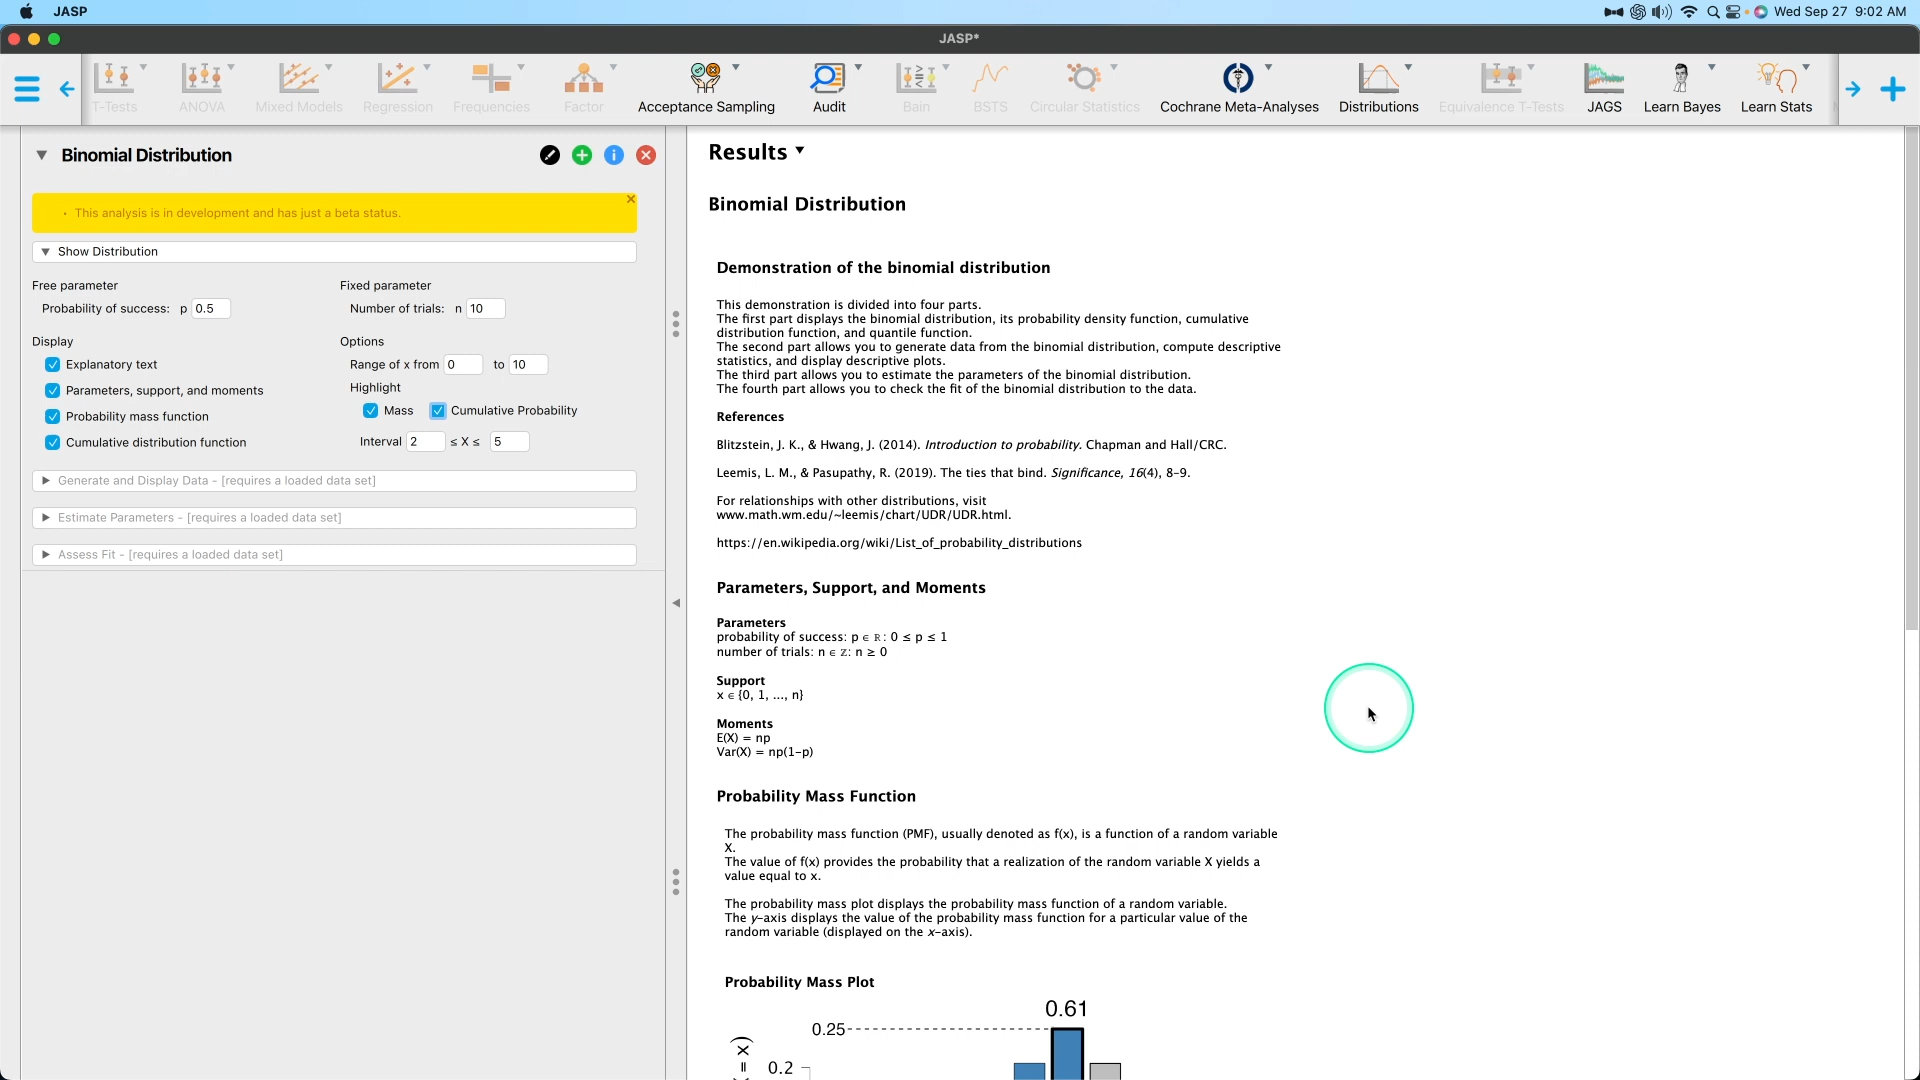 JASP
Wed Sep 27 9:02 AM
JASP*
T-Tests
ANOVA
Mixed Models
Regression
Frequencies
Factor
Acceptance Sampling
Audit
Bain
BSTS
Circular Statistics
Cochrane Meta-Analyses
Distributions
Equivalence T-Tests
JAGS
Learn Bayes
Learn Stats
Binomial Distribution
• This analysis is in development and has just a beta status.
Show Distribution
Free parameter
Probability of success: p 0.5
Fixed parameter
Number of trials: n 10
Display
Explanatory text
Parameters, support, and moments
Probability mass function
Cumulative distribution function
Options
Range of x from 0 to 10
Highlight
Mass Cumulative Probability
Interval 2 ≤ X ≤ 5
Generate and Display Data - [requires a loaded data set]
Estimate Parameters - [requires a loaded data set]
Assess Fit - [requires a loaded data set]
Results
Binomial Distribution
Demonstration of the binomial distribution
This demonstration is divided into four parts.
The first part displays the binomial distribution, its probability density function, cumulative
distribution function, and quantile function.
The second part allows you to generate data from the binomial distribution, compute descriptive
statistics, and display descriptive plots.
The third part allows you to estimate the parameters of the binomial distribution.
The fourth part allows you to check the fit of the binomial distribution to the data.
References
Blitzstein, J. K., & Hwang, J. (2014). Introduction to probability. Chapman and Hall/CRC.
Leemis, L. M., & Pasupathy, R. (2019). The ties that bind. Significance, 16(4), 8-9.
For relationships with other distributions, visit
www.math.wm.edu/~leemis/chart/UDR/UDR.html.
https://en.wikipedia.org/wiki/List_of_probability_distributions
Parameters, Support, and Moments
Parameters
probability of success: p ∈ ℝ: 0 ≤ p ≤ 1
number of trials: n ∈ ℤ: n ≥ 0
Support
x ∈ {0, 1, ..., n}
Moments
E(X) = np
Var(X) = np(1-p)
Probability Mass Function
The probability mass function (PMF), usually denoted as f(x), is a function of a random variable
X.
The value of f(x) provides the probability that a realization of the random variable X yields a
value equal to x.
The probability mass plot displays the probability mass function of a random variable.
The y-axis displays the value of the probability mass function for a particular value of the
random variable (displayed on the x-axis).
Probability Mass Plot
0.61
0.25
0.2
= x)